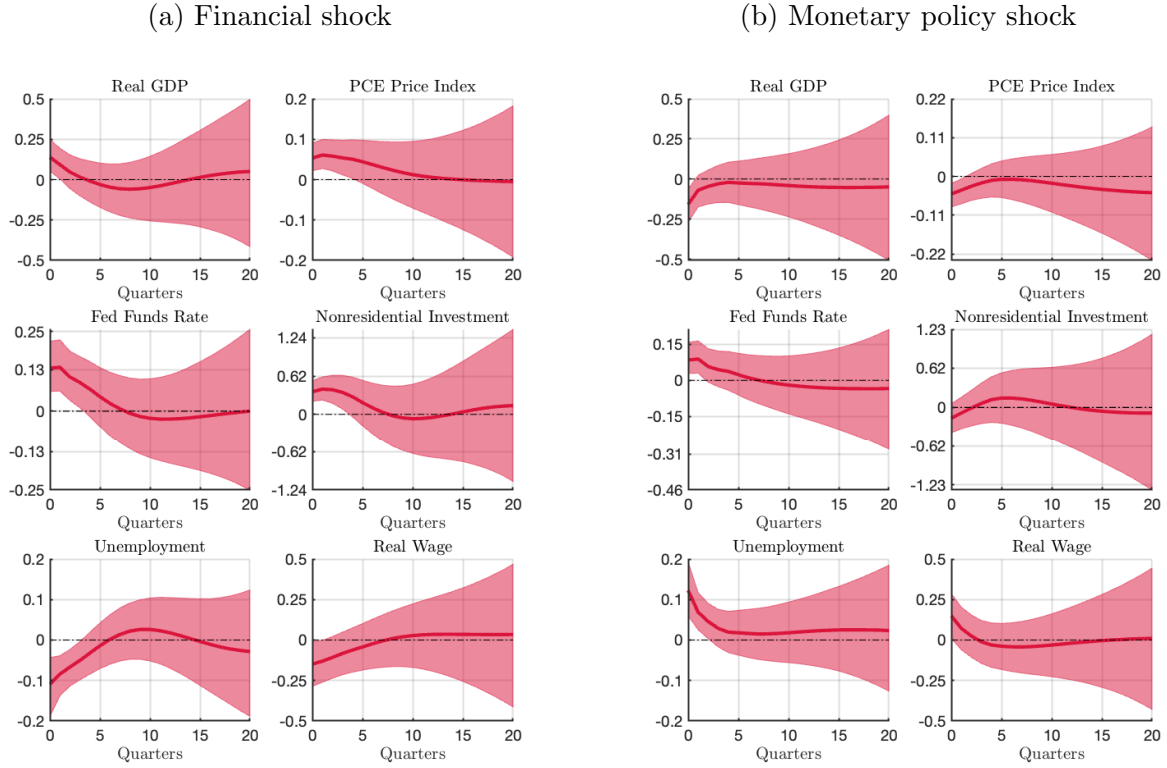 (a) Financial shock
(b) Monetary policy shock
Real GDP
0.5
0.25
0
-0.25
-0.5
0 5 10 15 20
Quarters
PCE Price Index
0.2
0.1
0
-0.1
-0.2
0 5 10 15 20
Quarters
Fed Funds Rate
0.25
0.13
0
-0.13
-0.25
0 5 10 15 20
Quarters
Nonresidential Investment
1.24
0.62
0
-0.62
-1.24
0 5 10 15 20
Quarters
Unemployment
0.2
0.1
0
-0.1
-0.2
0 5 10 15 20
Quarters
Real Wage
0.5
0.25
0
-0.25
-0.5
0 5 10 15 20
Quarters
Real GDP
0.5
0.25
0
-0.25
-0.5
0 5 10 15 20
Quarters
PCE Price Index
0.22
0.11
0
-0.11
-0.22
0 5 10 15 20
Quarters
Fed Funds Rate
0.15
0
-0.15
-0.31
-0.46
0 5 10 15 20
Quarters
Nonresidential Investment
1.23
0.62
0
-0.62
-1.23
0 5 10 15 20
Quarters
Unemployment
0.2
0.1
0
-0.1
-0.2
0 5 10 15 20
Quarters
Real Wage
0.5
0.25
0
-0.25
-0.5
0 5 10 15 20
Quarters